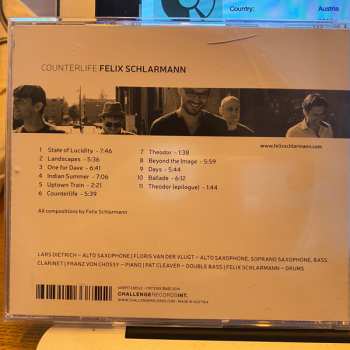 Country: Austria
COUNTERLIFE FELIX SCHLARMANN
www.felixschlarmann.com
1 State of Lucidity - 7:46
2 Landscapes - 5:36
3 One for Dave - 6:41
4 Indian Summer - 7:06
5 Uptown Train - 2:21
6 Counterlife - 5:39
7 Theodor - 1:38
8 Beyond the Image - 5:59
9 Days - 5:44
10 Ballade - 6:12
11 Theodor (epilogue) - 1:44
All compositions by Felix Schlarmann
LARS DIETRICH – ALTO SAXOPHONE | FLORIS VAN DER VLUGT – ALTO SAXOPHONE, SOPRANO SAXOPHONE, BASS
CLARINET | FRANZ VON CHOSSY – PIANO | PAT CLEAVER – DOUBLE BASS | FELIX SCHLARMANN – DRUMS
CHALLENGE RECORDS INT.